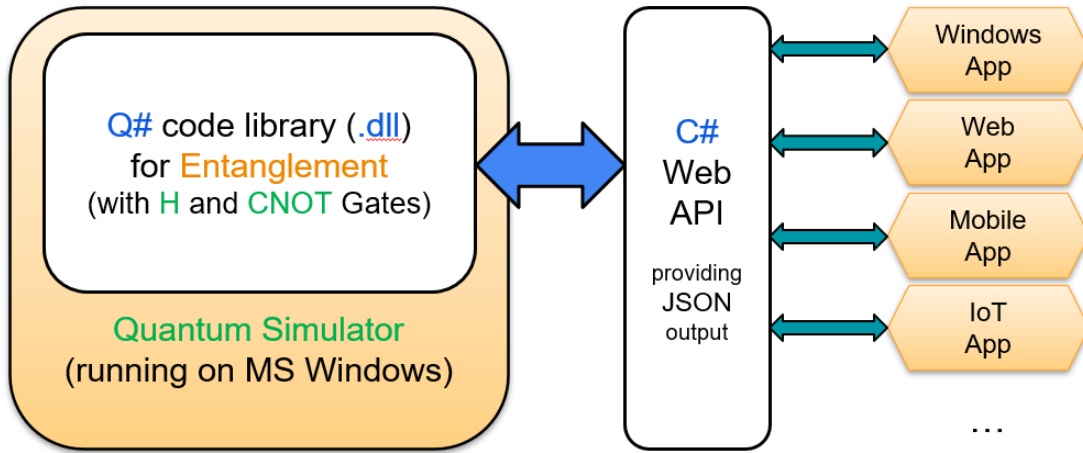 Q# code library (.dll)
for Entanglement
(with H and CNOT Gates)
Quantum Simulator
(running on MS Windows)
C#
Web
API
providing
JSON
output
Windows
App
Web
App
Mobile
App
IoT
App
...